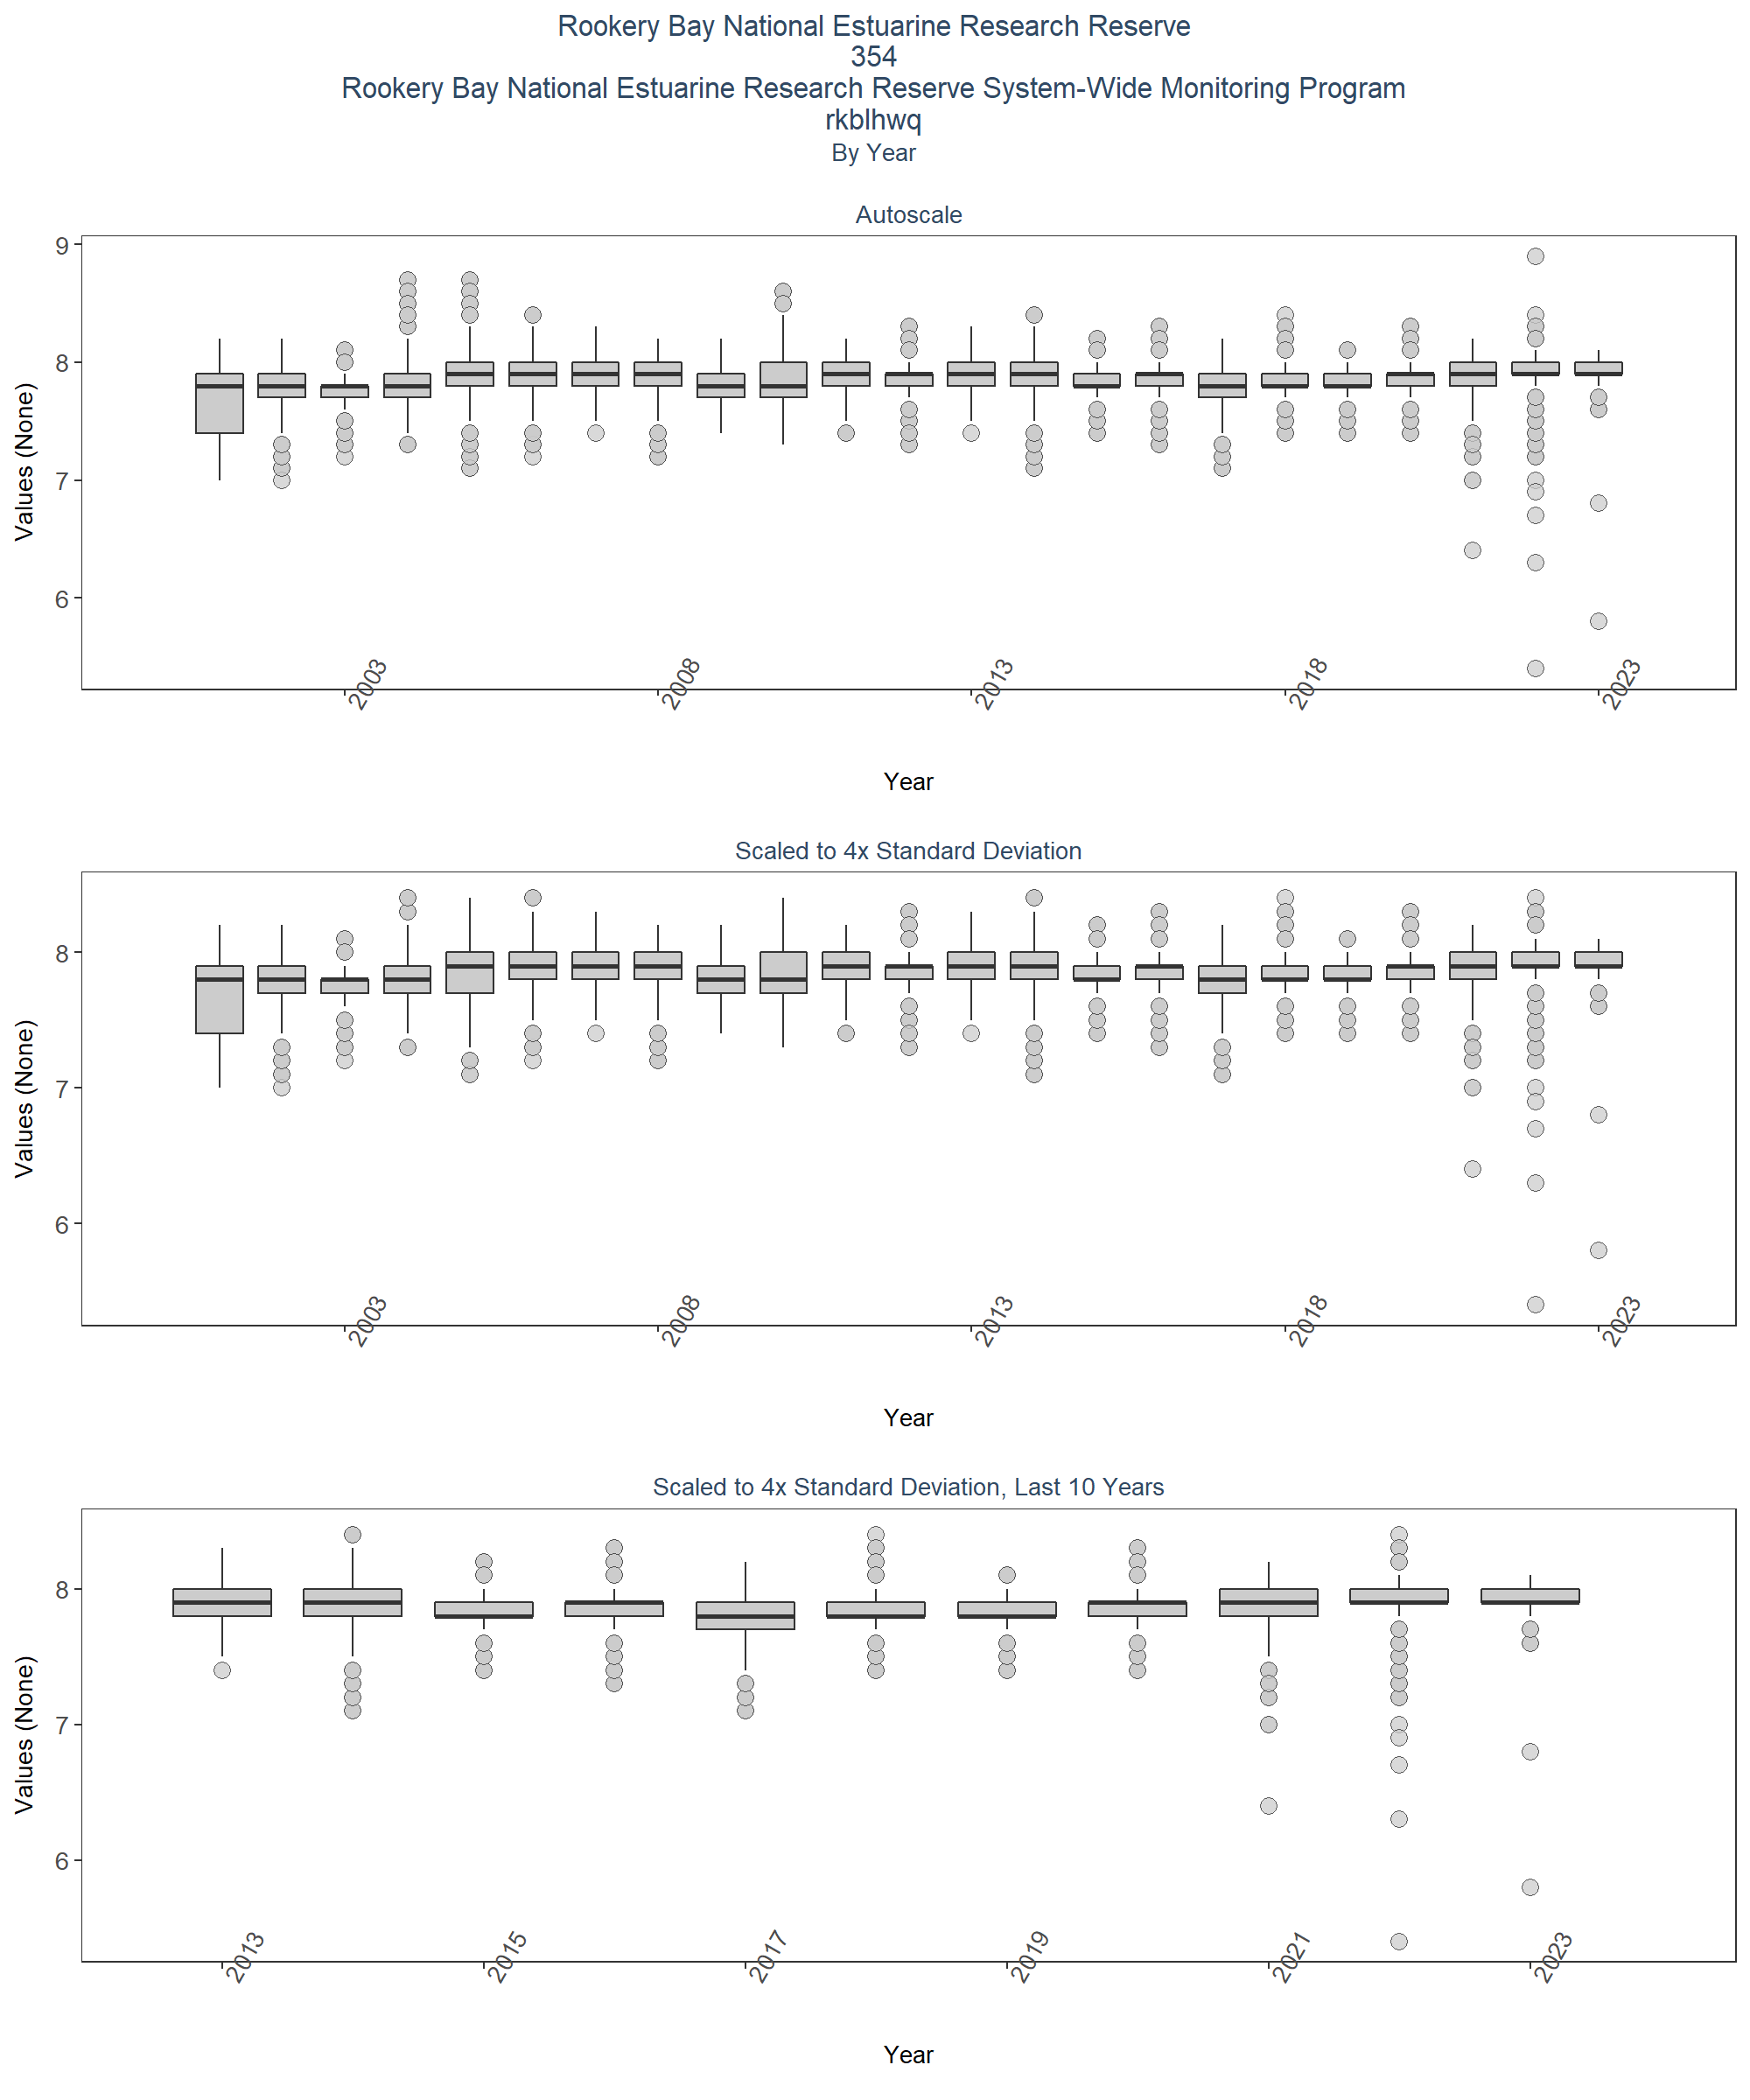 Rookery Bay National Estuarine Research Reserve
354
Rookery Bay National Estuarine Research Reserve System-Wide Monitoring Program
rkblhwq
By Year
Autoscale
Values (None)
9
8
7
6
2003
2008
2013
2018
2023
Year
Scaled to 4x Standard Deviation
Values (None)
8
7
6
2003
2008
2013
2018
2023
Year
Scaled to 4x Standard Deviation, Last 10 Years
Values (None)
8
7
6
2013
2015
2017
2019
2021
2023
Year